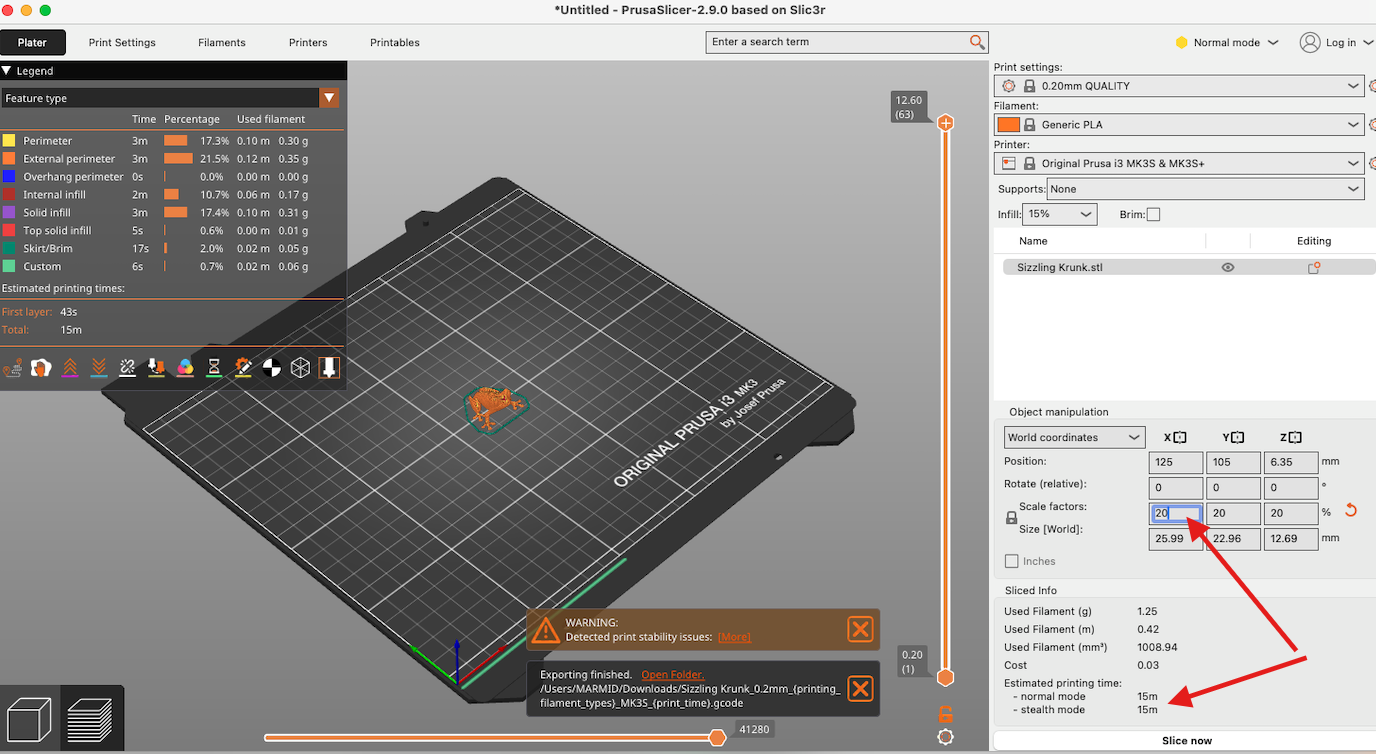 *Untitled - PrusaSlicer-2.9.0 based on Slic3r
Plater Print Settings Filaments Printers Printables Enter a search term Normal mode Log in
Legend
Feature type
Time Percentage Used filament
Perimeter 3m 17.3% 0.10 m 0.30 g
External perimeter 3m 21.5% 0.12 m 0.35 g
Overhang perimeter 0s 0.0% 0.00 m 0.00 g
Internal infill 2m 10.7% 0.06 m 0.17 g
Solid infill 3m 17.4% 0.10 m 0.31 g
Top solid infill 5s 0.6% 0.00 m 0.01 g
Skirt/Brim 17s 2.0% 0.02 m 0.05 g
Custom 6s 0.7% 0.02 m 0.06 g
Estimated printing times:
First layer: 43s
Total: 15m
12.60
(63)
ORIGINAL PRUSA i3 MK3
by Josef Prusa
0.20
(1)
WARNING:
Detected print stability issues: (More)
Exporting finished. Open Folder.
/Users/MARMID/Downloads/Sizzling Krunk_0.2mm_{printing_
filament_types}_MK3S_{print_time}.gcode
41280
Print settings:
0.20mm QUALITY
Filament:
Generic PLA
Printer:
Original Prusa i3 MK3S & MK3S+
Supports: None
Infill: 15% Brim:
Name Editing
Sizzling Krunk.stl
Object manipulation
World coordinates X Y Z
Position: 125 105 6.35 mm
Rotate (relative): 0 0 0 °
Scale factors: 20 20 20 %
Size [World]: 25.99 22.96 12.69 mm
Inches
Sliced Info
Used Filament (g) 1.25
Used Filament (m) 0.42
Used Filament (mm³) 1008.94
Cost 0.03
Estimated printing time:
- normal mode 15m
- stealth mode 15m
Slice now